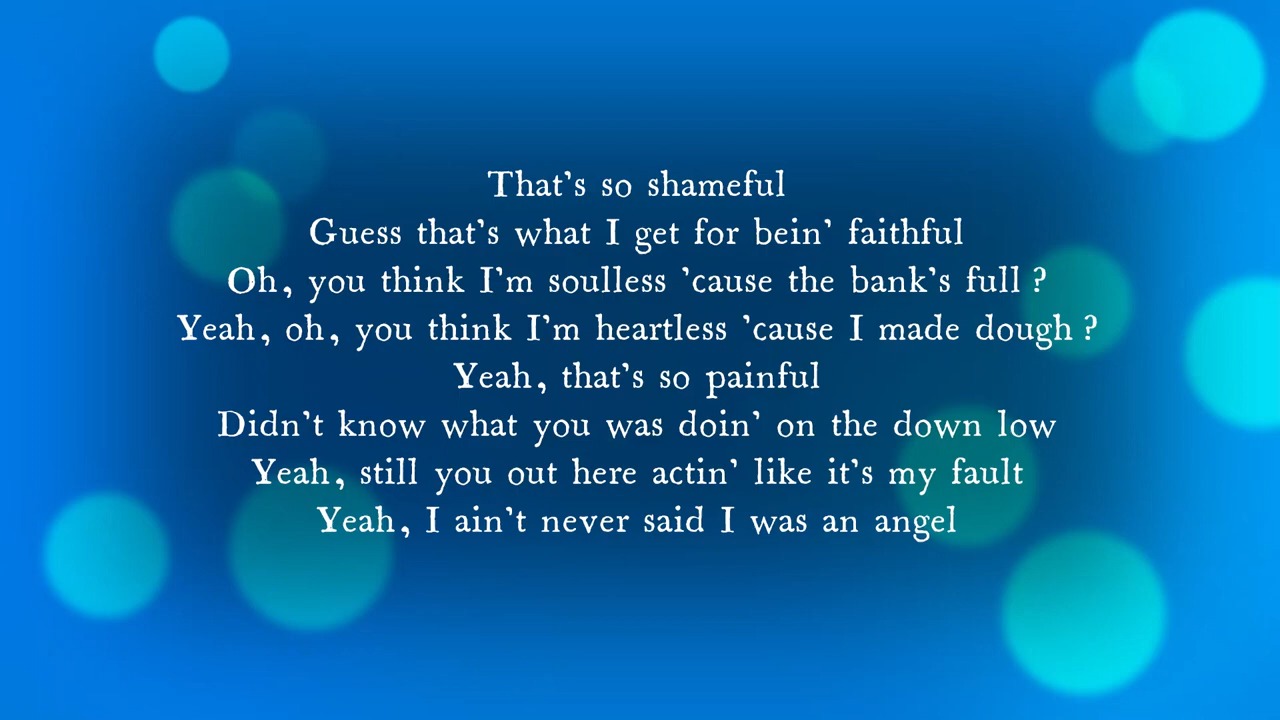 That's so shameful
Guess that's what I get for bein' faithful
Oh, you think I'm soulless 'cause the bank's full ?
Yeah, oh, you think I'm heartless 'cause I made dough ?
Yeah, that's so painful
Didn't know what you was doin' on the down low
Yeah, still you out here actin' like it's my fault
Yeah, I ain't never said I was an angel